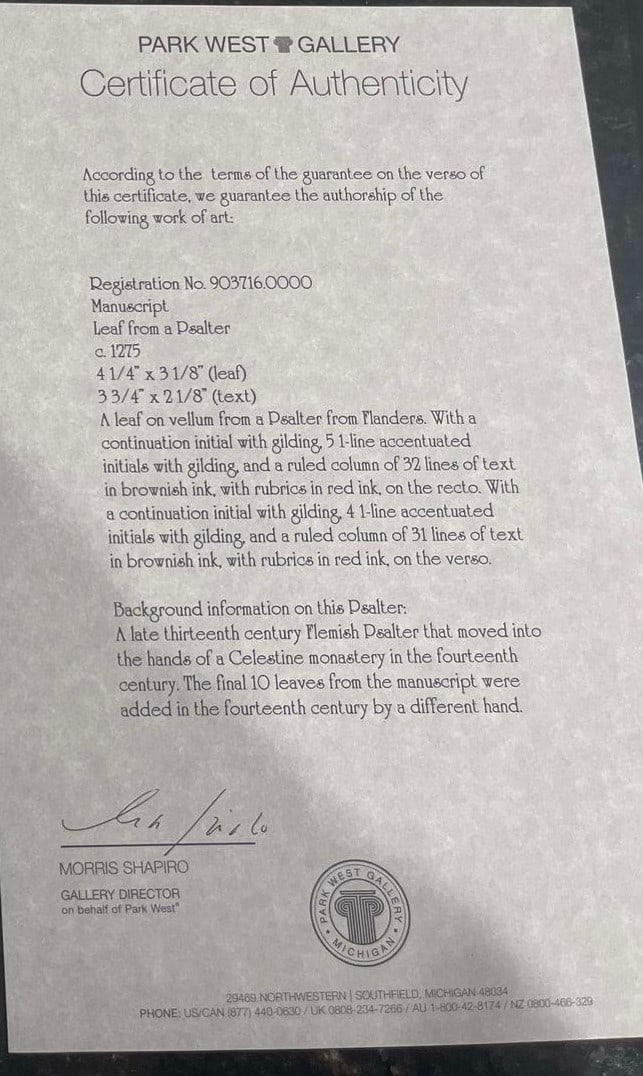 PARK WEST GALLERY
Certificate of Authenticity
According to the terms of the guarantee on the verso of
this certificate, we guarantee the authorship of the
following work of art:
Registration No. 903716.0000
Manuscript
Leaf from a Psalter
c. 1275
4 1/4" x 3 1/8" (leaf)
3 3/4" x 2 1/8" (text)
A leaf on vellum from a Psalter from Flanders. With a
continuation initial with gilding, 5 1-line accentuated
initials with gilding, and a ruled column of 32 lines of text
in brownish ink, with rubrics in red ink, on the recto. With
a continuation initial with gilding, 4 1-line accentuated
initials with gilding, and a ruled column of 31 lines of text
in brownish ink, with rubrics in red ink, on the verso.
Background information on this Psalter:
A late thirteenth century Flemish Psalter that moved into
the hands of a Celestine monastery in the fourteenth
century. The final 10 leaves from the manuscript were
added in the fourteenth century by a different hand.
MORRIS SHAPIRO
GALLERY DIRECTOR
on behalf of Park West®
PARK WEST GALLERY
MICHIGAN
29469 NORTHWESTERN | SOUTHFIELD, MICHIGAN 48034
PHONE: US/CAN (877) 440-0630 / UK 0808-234-7266 / AU 1-800-42-8174 / NZ 0800-466-329